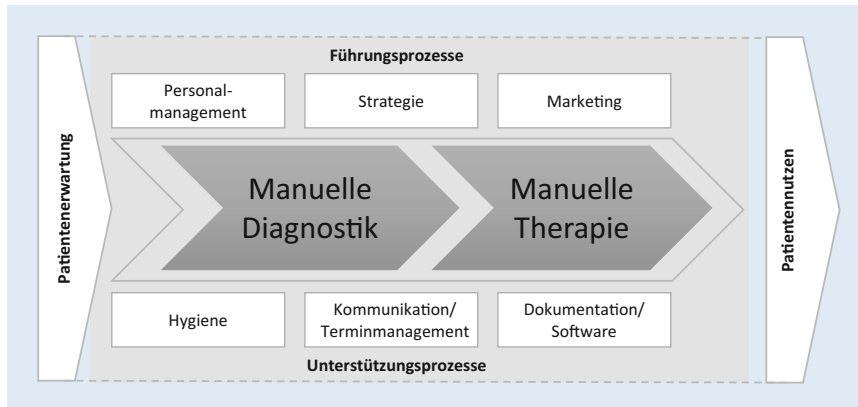 Patientenerwartung
Führungsprozesse
Personal-
management
Strategie
Marketing
Manuelle
Diagnostik
Manuelle
Therapie
Hygiene
Kommunikation/
Terminmanagement
Dokumentation/
Software
Unterstützungsprozesse
Patientennutzen